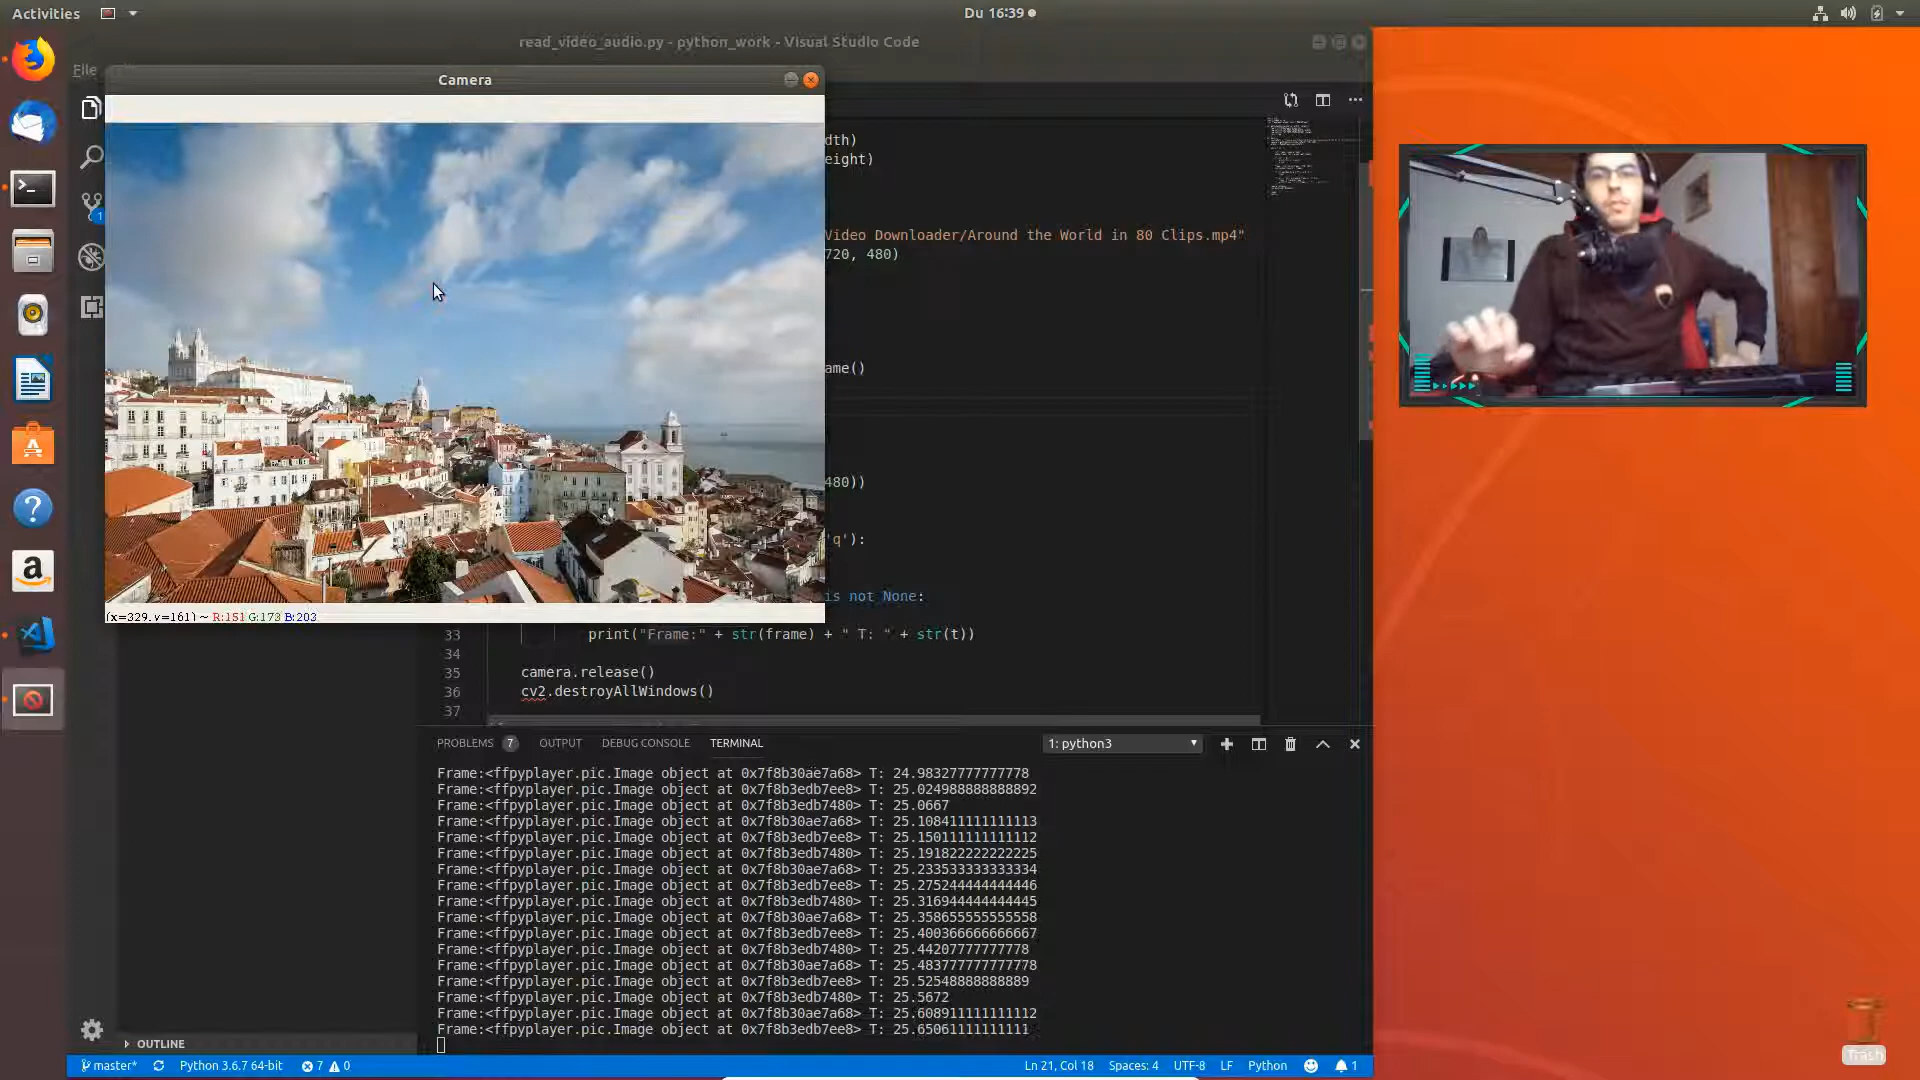 Activities
Du 16:39
read_video_audio.py - python_work - Visual Studio Code
File
Camera
dth)
eight)
Video Downloader/Around the World in 80 Clips.mp4"
720, 480)
ame()
480))
'q'):
is not None:
(x=329, y=161) ~ R:151 G:173 B:203
33 print("Frame:" + str(frame) + " T: " + str(t))
34
35 camera.release()
36 cv2.destroyAllWindows()
37
PROBLEMS 7 OUTPUT DEBUG CONSOLE TERMINAL 1: python3
Frame:<ffpyplayer.pic.Image object at 0x7f8b30ae7a68> T: 24.98327777777778
Frame:<ffpyplayer.pic.Image object at 0x7f8b3edb7ee8> T: 25.024988888888892
Frame:<ffpyplayer.pic.Image object at 0x7f8b3edb7480> T: 25.0667
Frame:<ffpyplayer.pic.Image object at 0x7f8b30ae7a68> T: 25.108411111111113
Frame:<ffpyplayer.pic.Image object at 0x7f8b3edb7ee8> T: 25.150111111111112
Frame:<ffpyplayer.pic.Image object at 0x7f8b3edb7480> T: 25.191822222222225
Frame:<ffpyplayer.pic.Image object at 0x7f8b30ae7a68> T: 25.233533333333334
Frame:<ffpyplayer.pic.Image object at 0x7f8b3edb7ee8> T: 25.275244444444446
Frame:<ffpyplayer.pic.Image object at 0x7f8b3edb7480> T: 25.316944444444445
Frame:<ffpyplayer.pic.Image object at 0x7f8b30ae7a68> T: 25.358655555555558
Frame:<ffpyplayer.pic.Image object at 0x7f8b3edb7ee8> T: 25.400366666666667
Frame:<ffpyplayer.pic.Image object at 0x7f8b3edb7480> T: 25.44207777777778
Frame:<ffpyplayer.pic.Image object at 0x7f8b30ae7a68> T: 25.483777777777778
Frame:<ffpyplayer.pic.Image object at 0x7f8b3edb7ee8> T: 25.52548888888889
Frame:<ffpyplayer.pic.Image object at 0x7f8b3edb7480> T: 25.5672
Frame:<ffpyplayer.pic.Image object at 0x7f8b30ae7a68> T: 25.608911111111112
Frame:<ffpyplayer.pic.Image object at 0x7f8b3edb7ee8> T: 25.65061111111111
OUTLINE
master* Python 3.6.7 64-bit 7 0 Ln 21, Col 18 Spaces: 4 UTF-8 LF Python 1
Trash